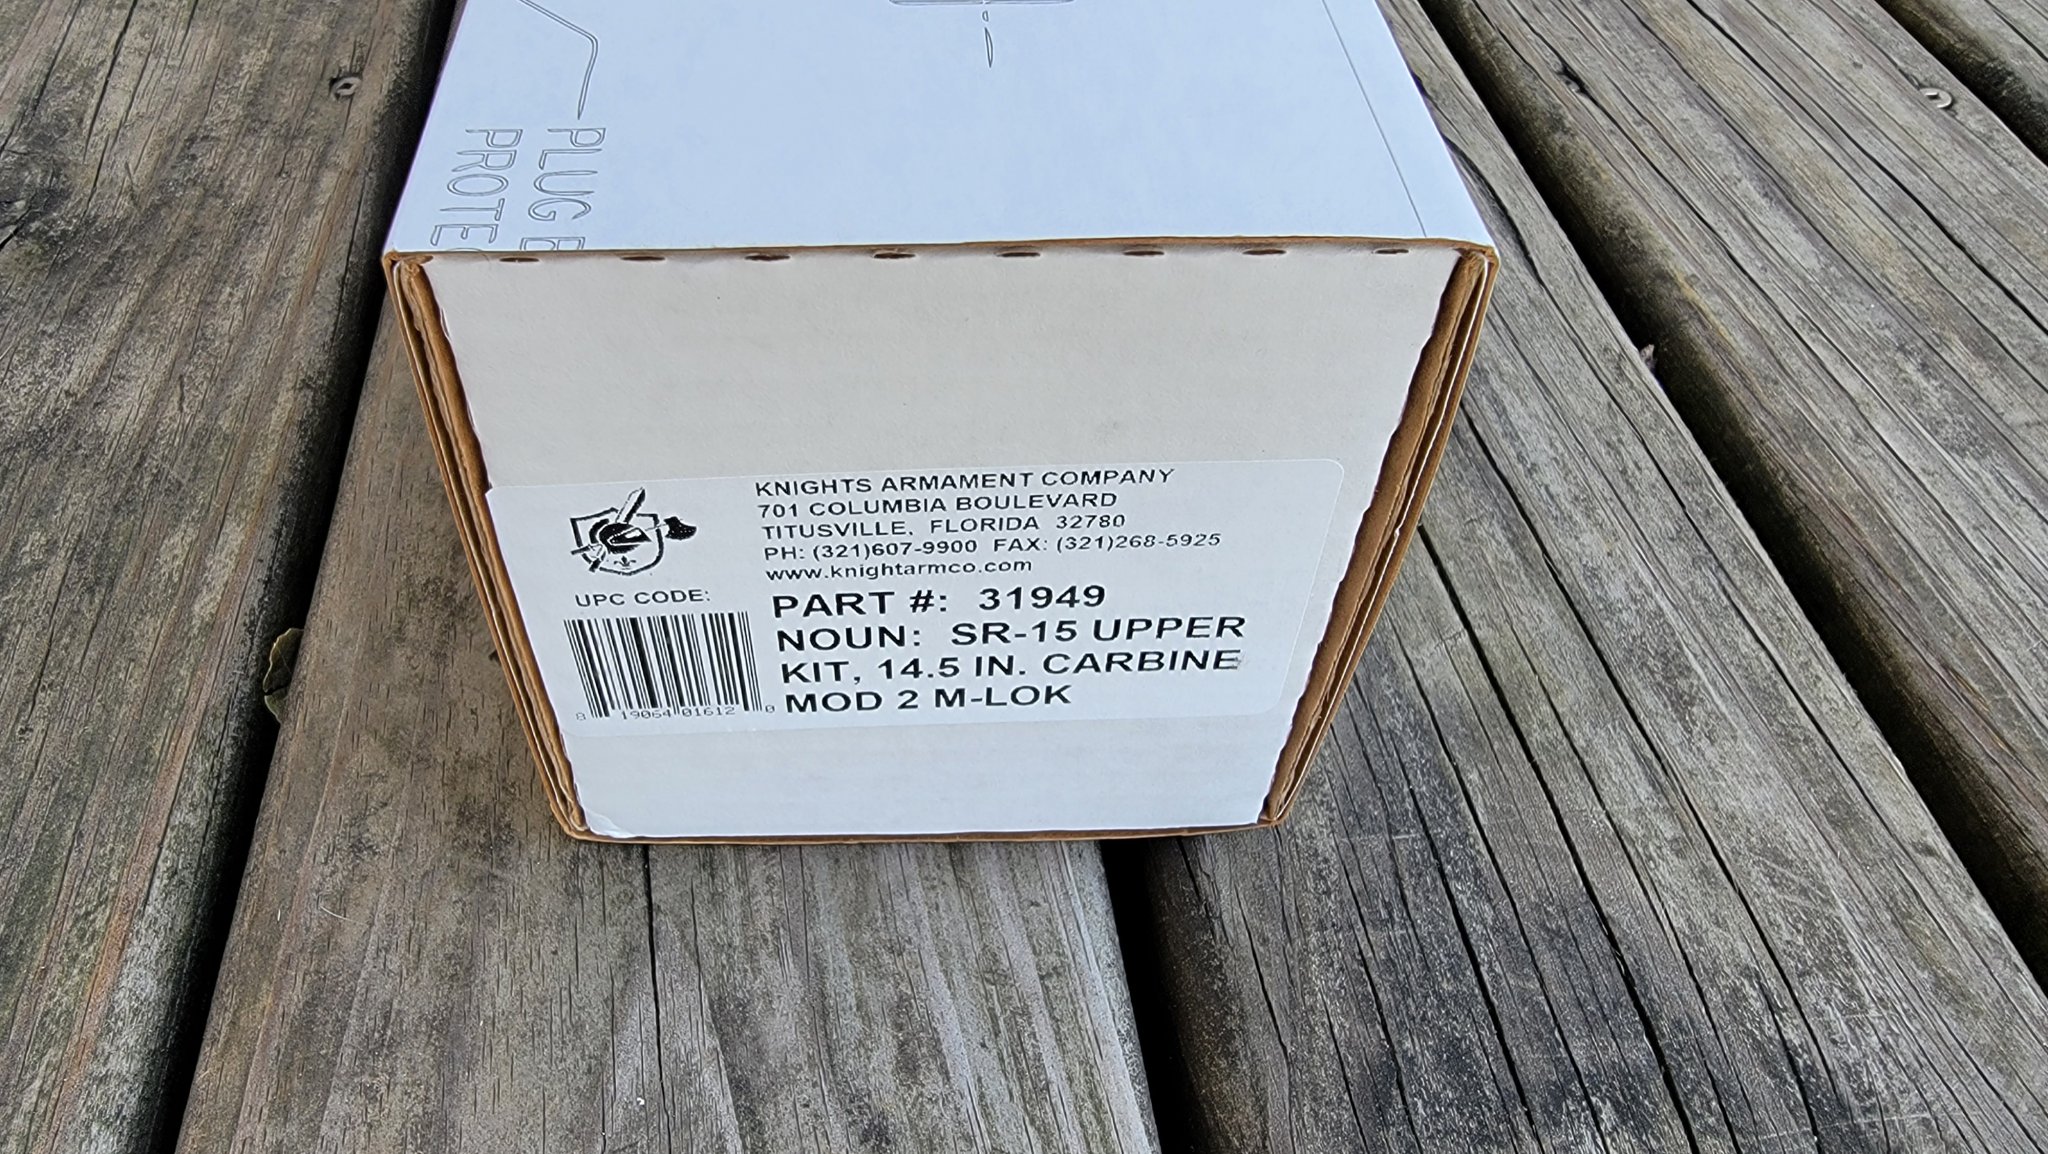 PLUG
PROTE
KNIGHTS ARMAMENT COMPANY
701 COLUMBIA BOULEVARD
TITUSVILLE, FLORIDA 32780
PH: (321)607-9900 FAX: (321)268-5925
www.knightarmco.com
UPC CODE:
PART #: 31949
NOUN: SR-15 UPPER
KIT, 14.5 IN. CARBINE
MOD 2 M-LOK
8 19064 01612 0